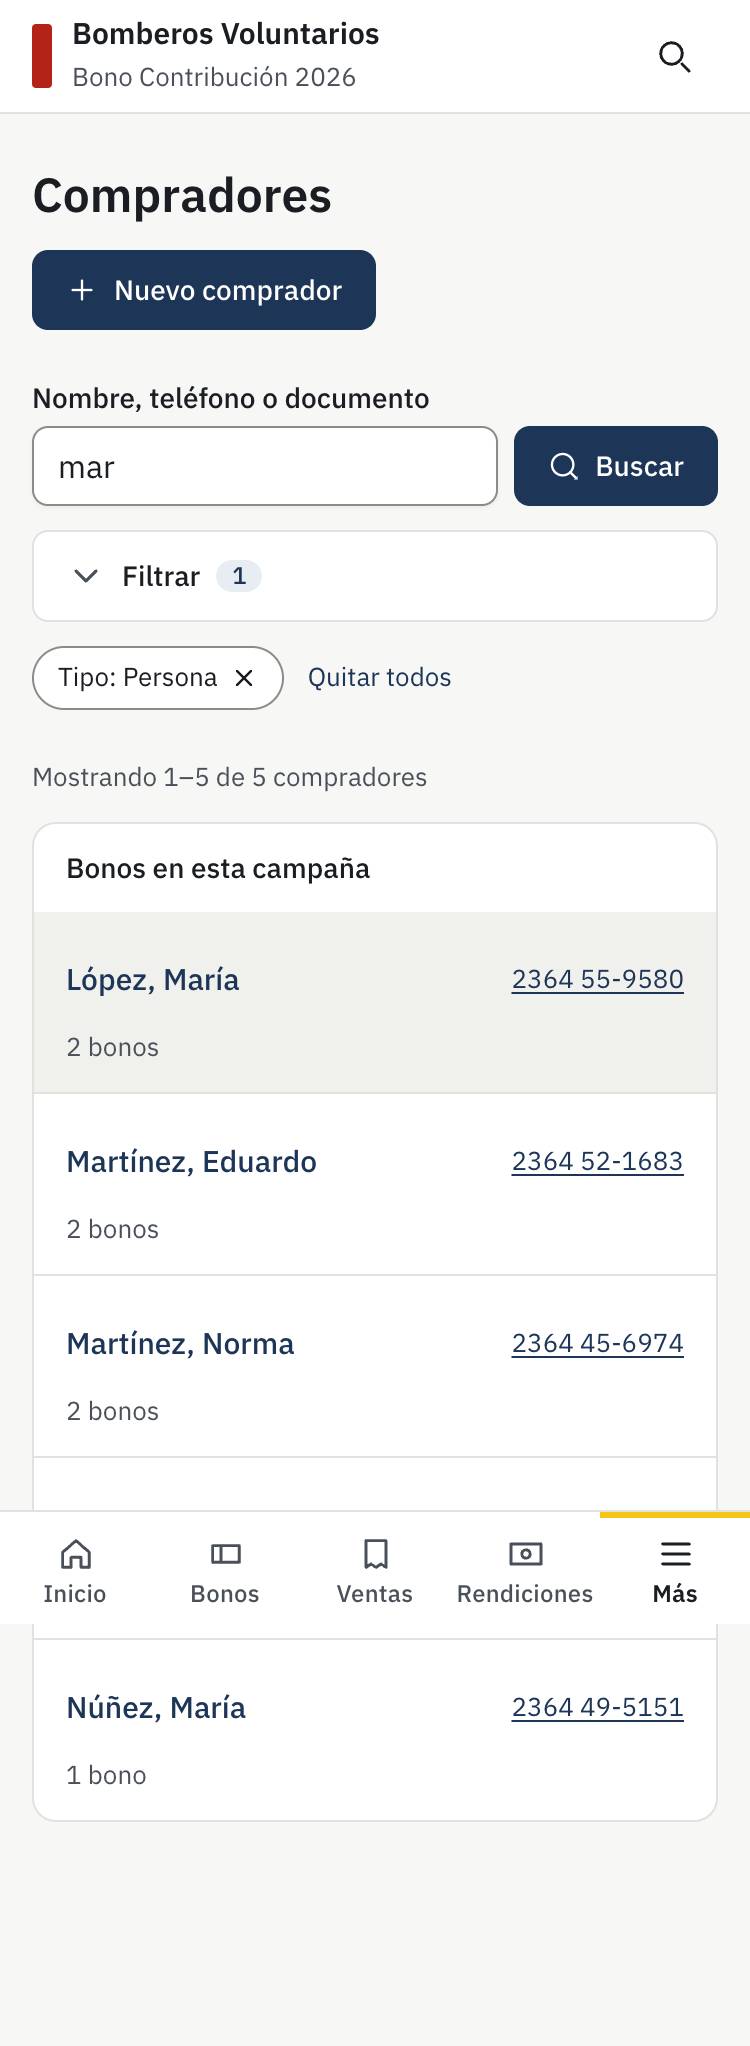 Bomberos Voluntarios
Bono Contribución 2026
Compradores
Nuevo comprador
Nombre, teléfono o documento
mar
Buscar
Filtrar 1
Tipo: Persona
Quitar todos
Mostrando 1–5 de 5 compradores
Bonos en esta campaña
López, María 2364 55-9580
2 bonos
Martínez, Eduardo 2364 52-1683
2 bonos
Martínez, Norma 2364 45-6974
2 bonos
Inicio Bonos Ventas Rendiciones Más
Núñez, María 2364 49-5151
1 bono